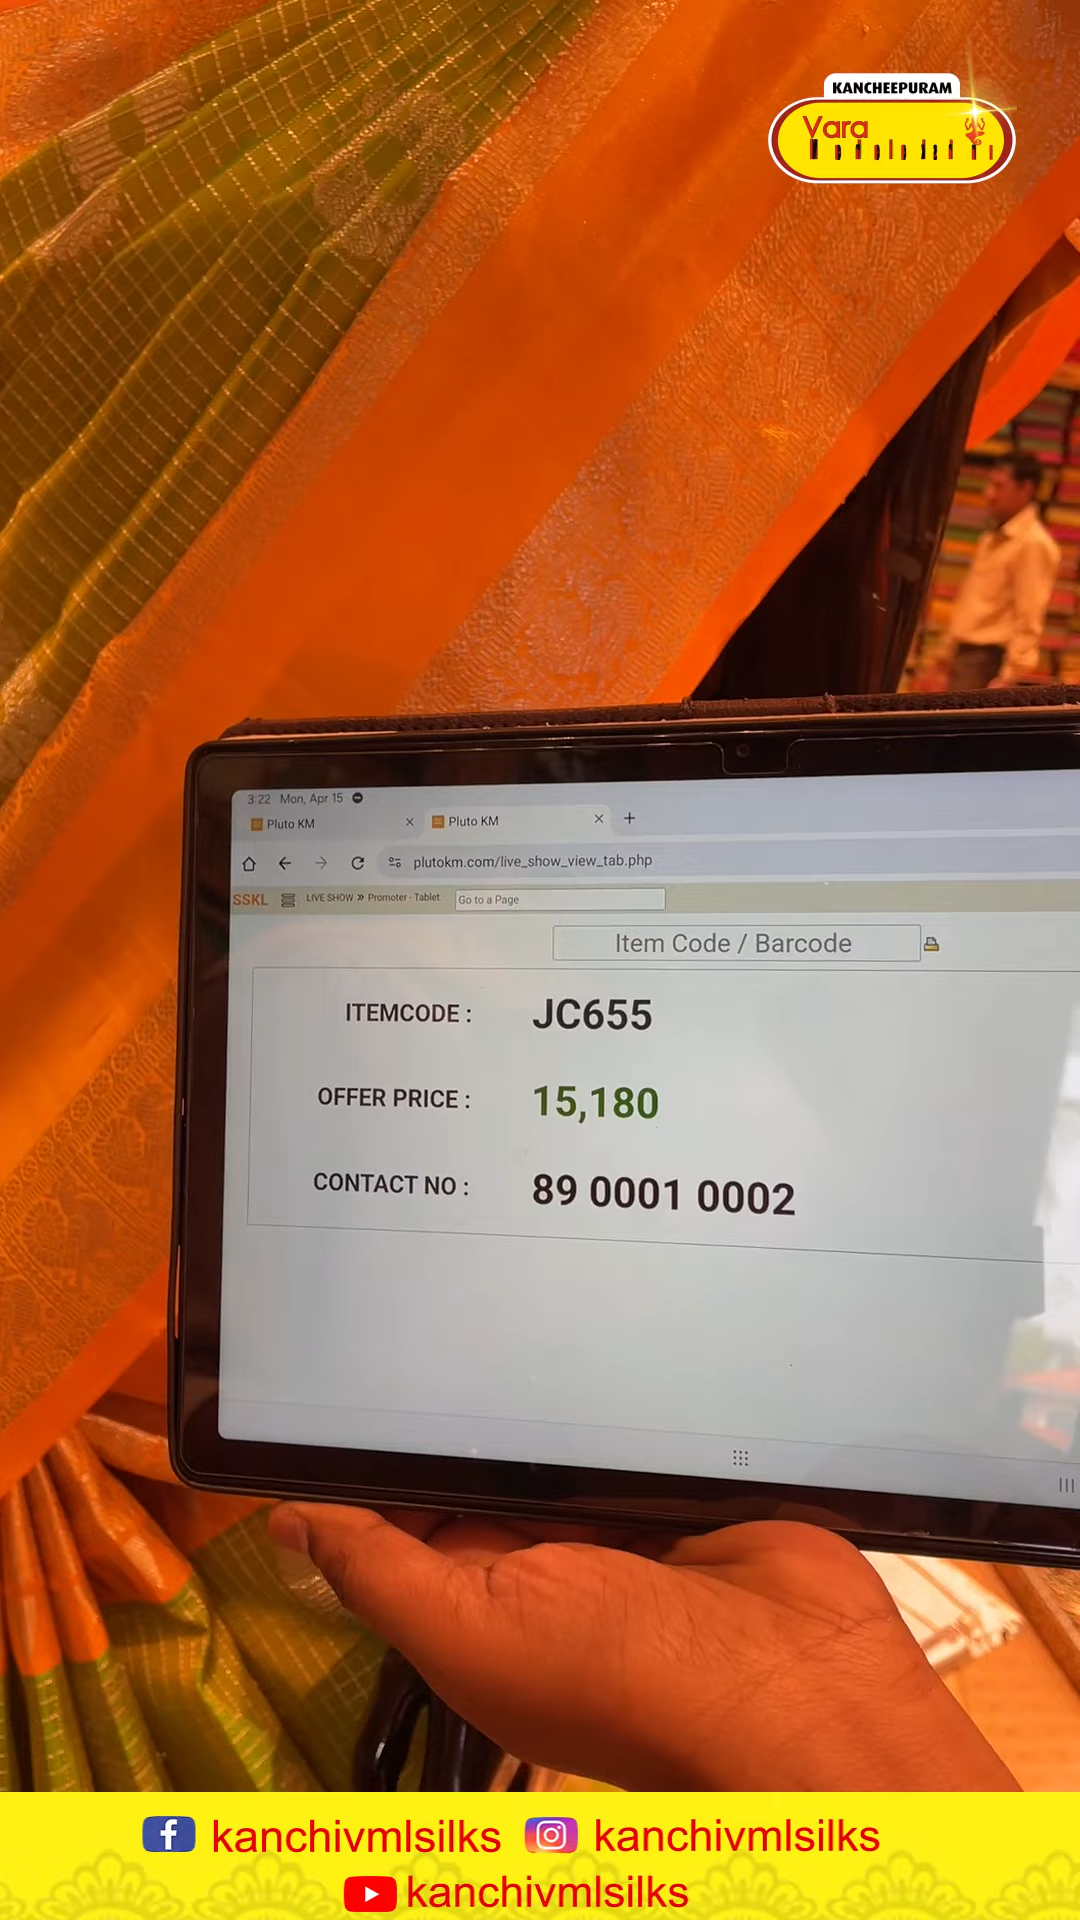 KANCHEEPURAM
Vara
3:22 Mon, Apr 15
Pluto KM
Pluto KM
plutokm.com/live_show_view_tab.php
SSKL
LIVE SHOW » Promoter - Tablet
Go to a Page
Item Code / Barcode
ITEMCODE : JC655
OFFER PRICE : 15,180
CONTACT NO : 89 0001 0002
kanchivmlsilks kanchivmlsilks
kanchivmlsilks